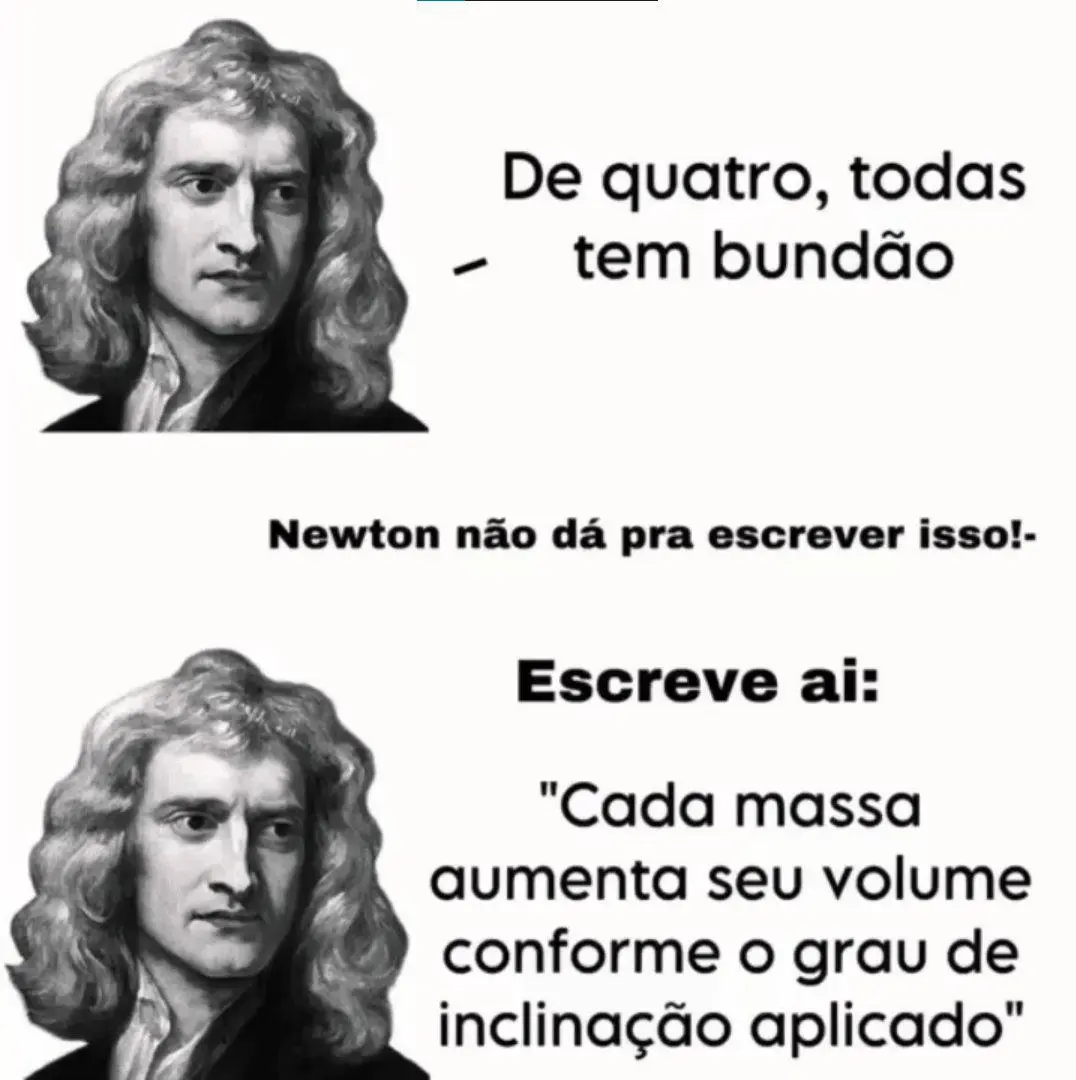 De quatro, todas
- tem bundão
Newton não dá pra escrever isso!-
Escreve ai:
"Cada massa
aumenta seu volume
conforme o grau de
inclinação aplicado"